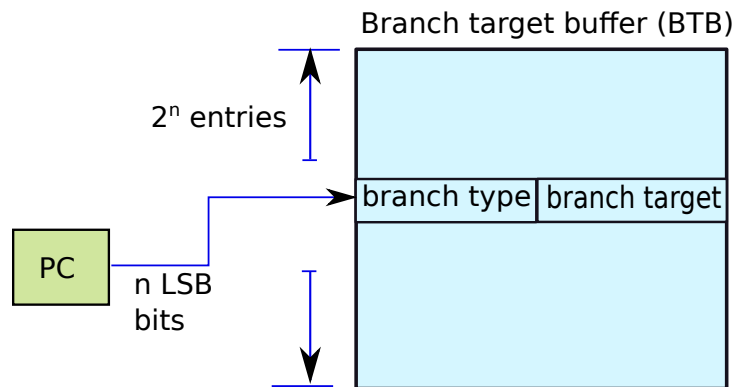 Branch target buffer (BTB)
2ⁿ entries
branch type branch target
PC
n LSB
bits